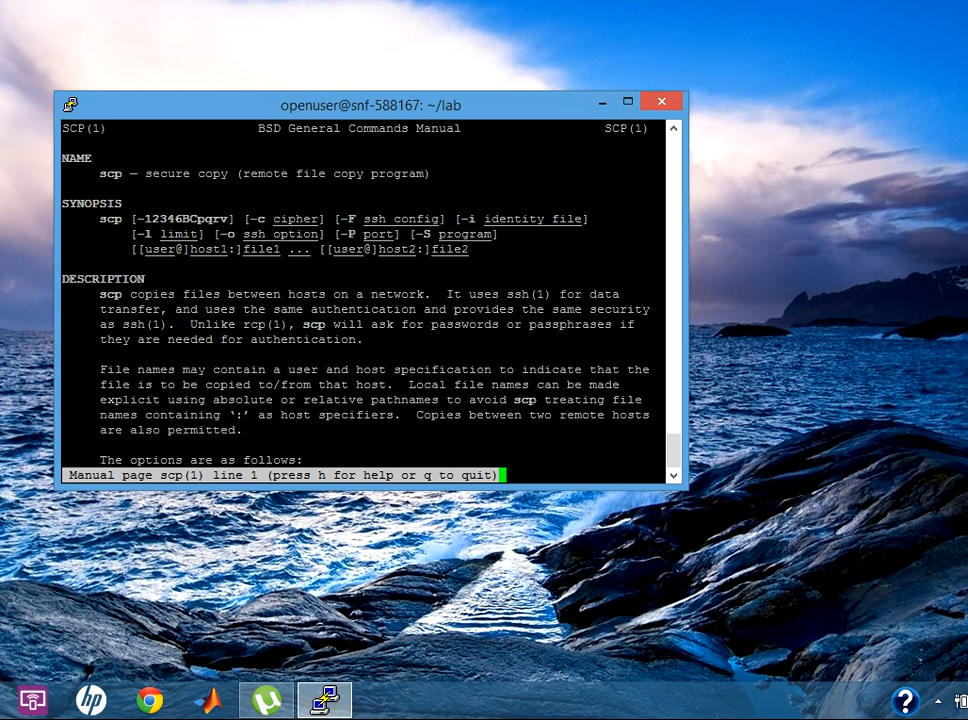 openuser@snf-588167: ~/lab
SCP(1) BSD General Commands Manual SCP(1)
NAME
scp — secure copy (remote file copy program)
SYNOPSIS
scp [-12346BCpqrv] [-c cipher] [-F ssh_config] [-i identity_file]
[-l limit] [-o ssh_option] [-P port] [-S program]
[[user@]host1:]file1 ... [[user@]host2:]file2
DESCRIPTION
scp copies files between hosts on a network. It uses ssh(1) for data
transfer, and uses the same authentication and provides the same security
as ssh(1). Unlike rcp(1), scp will ask for passwords or passphrases if
they are needed for authentication.
File names may contain a user and host specification to indicate that the
file is to be copied to/from that host. Local file names can be made
explicit using absolute or relative pathnames to avoid scp treating file
names containing ‘:’ as host specifiers. Copies between two remote hosts
are also permitted.
The options are as follows:
Manual page scp(1) line 1 (press h for help or q to quit)
hp
?